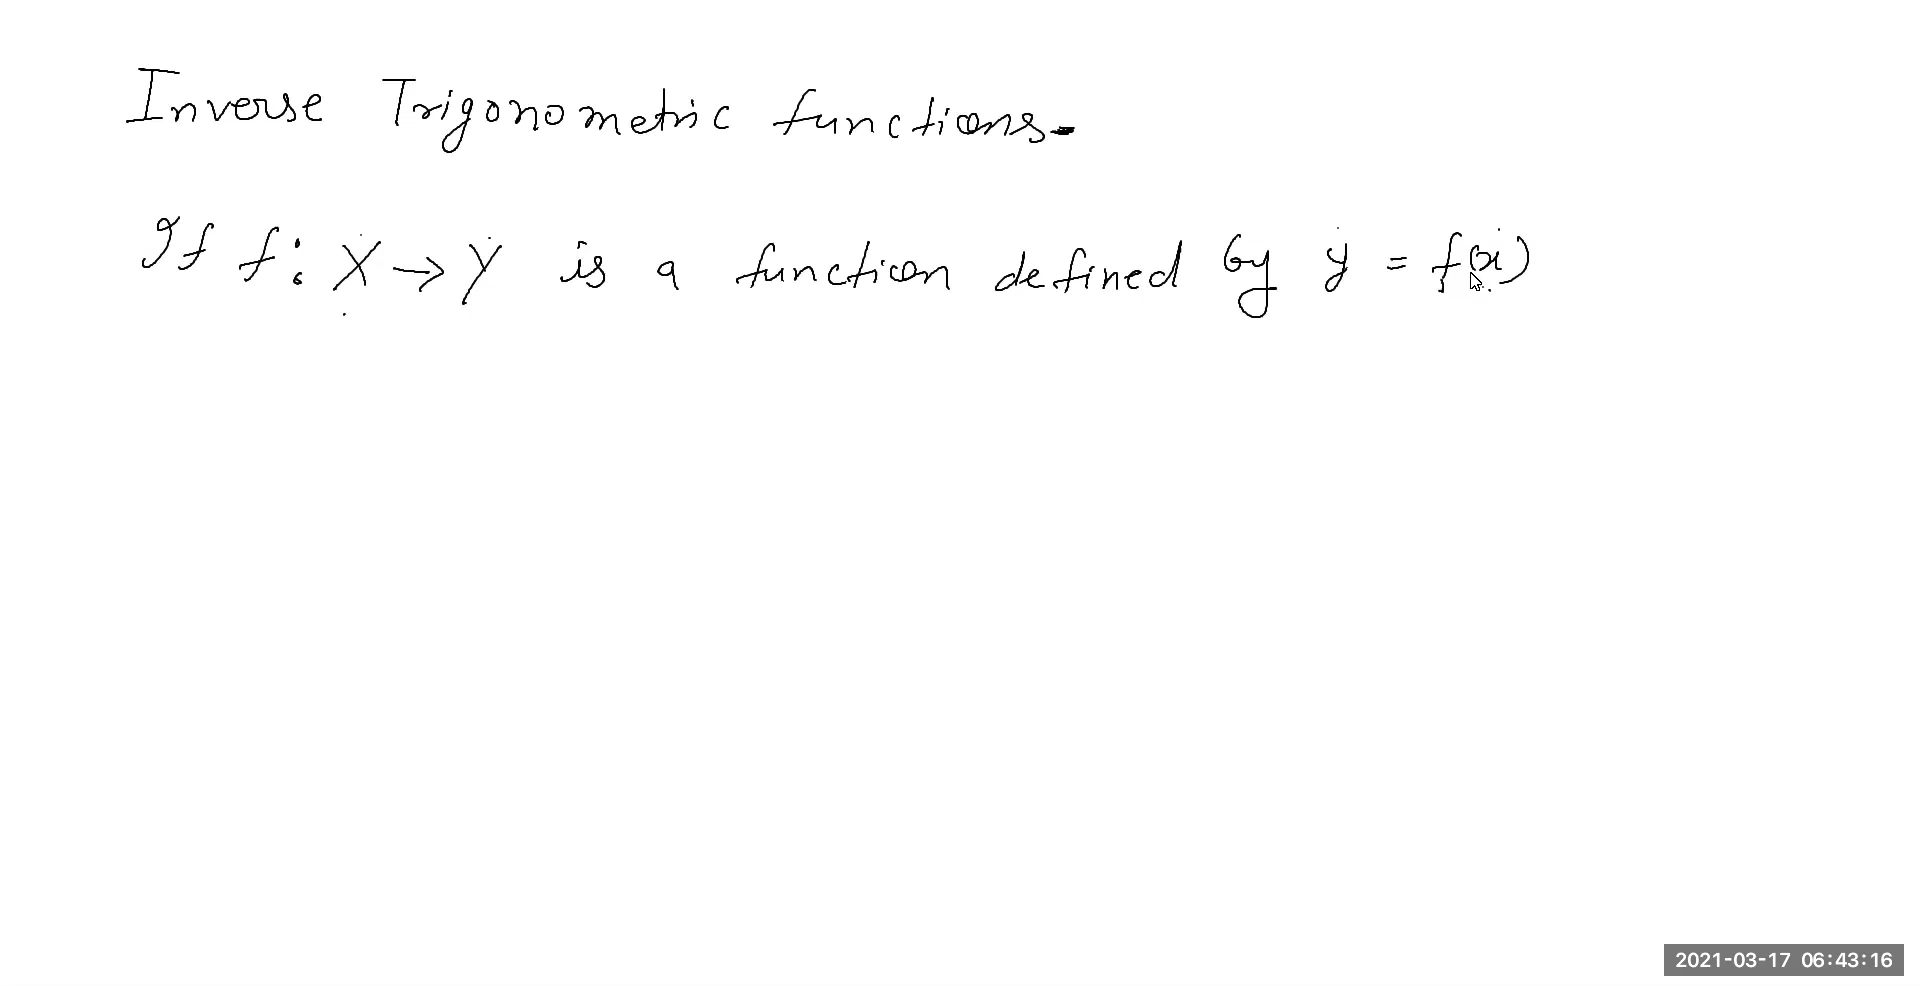 Inverse Trigonometric functions-
If f: X → Y is a function defined by y = f(x)
2021-03-17 06:43:16